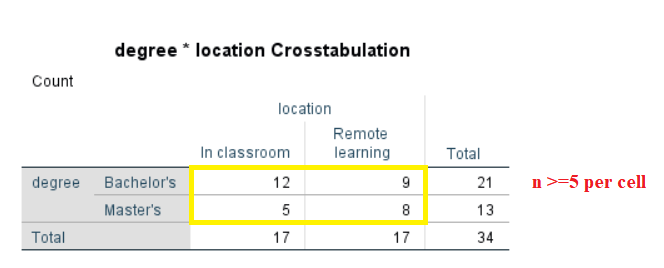 degree * location Crosstabulation
Count
location
In classroom Remote learning Total
degree Bachelor's 12 9 21 n >=5 per cell
Master's 5 8 13
Total 17 17 34